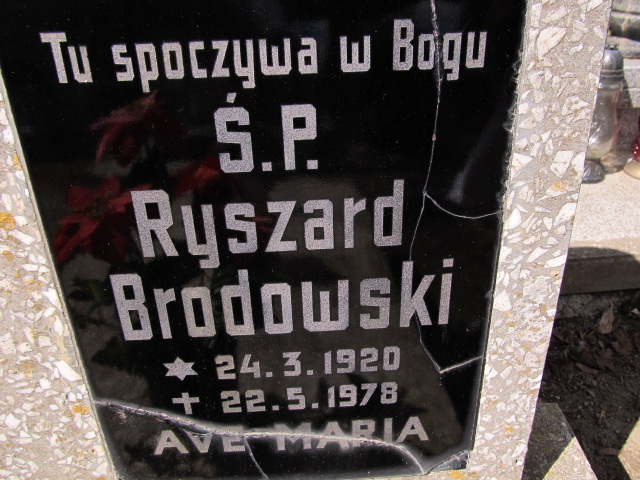 Tu spoczywa w Bogu
Ś.P.
Ryszard
Brodowski
✶ 24.3.1920
✝ 22.5.1978
AVE MARIA